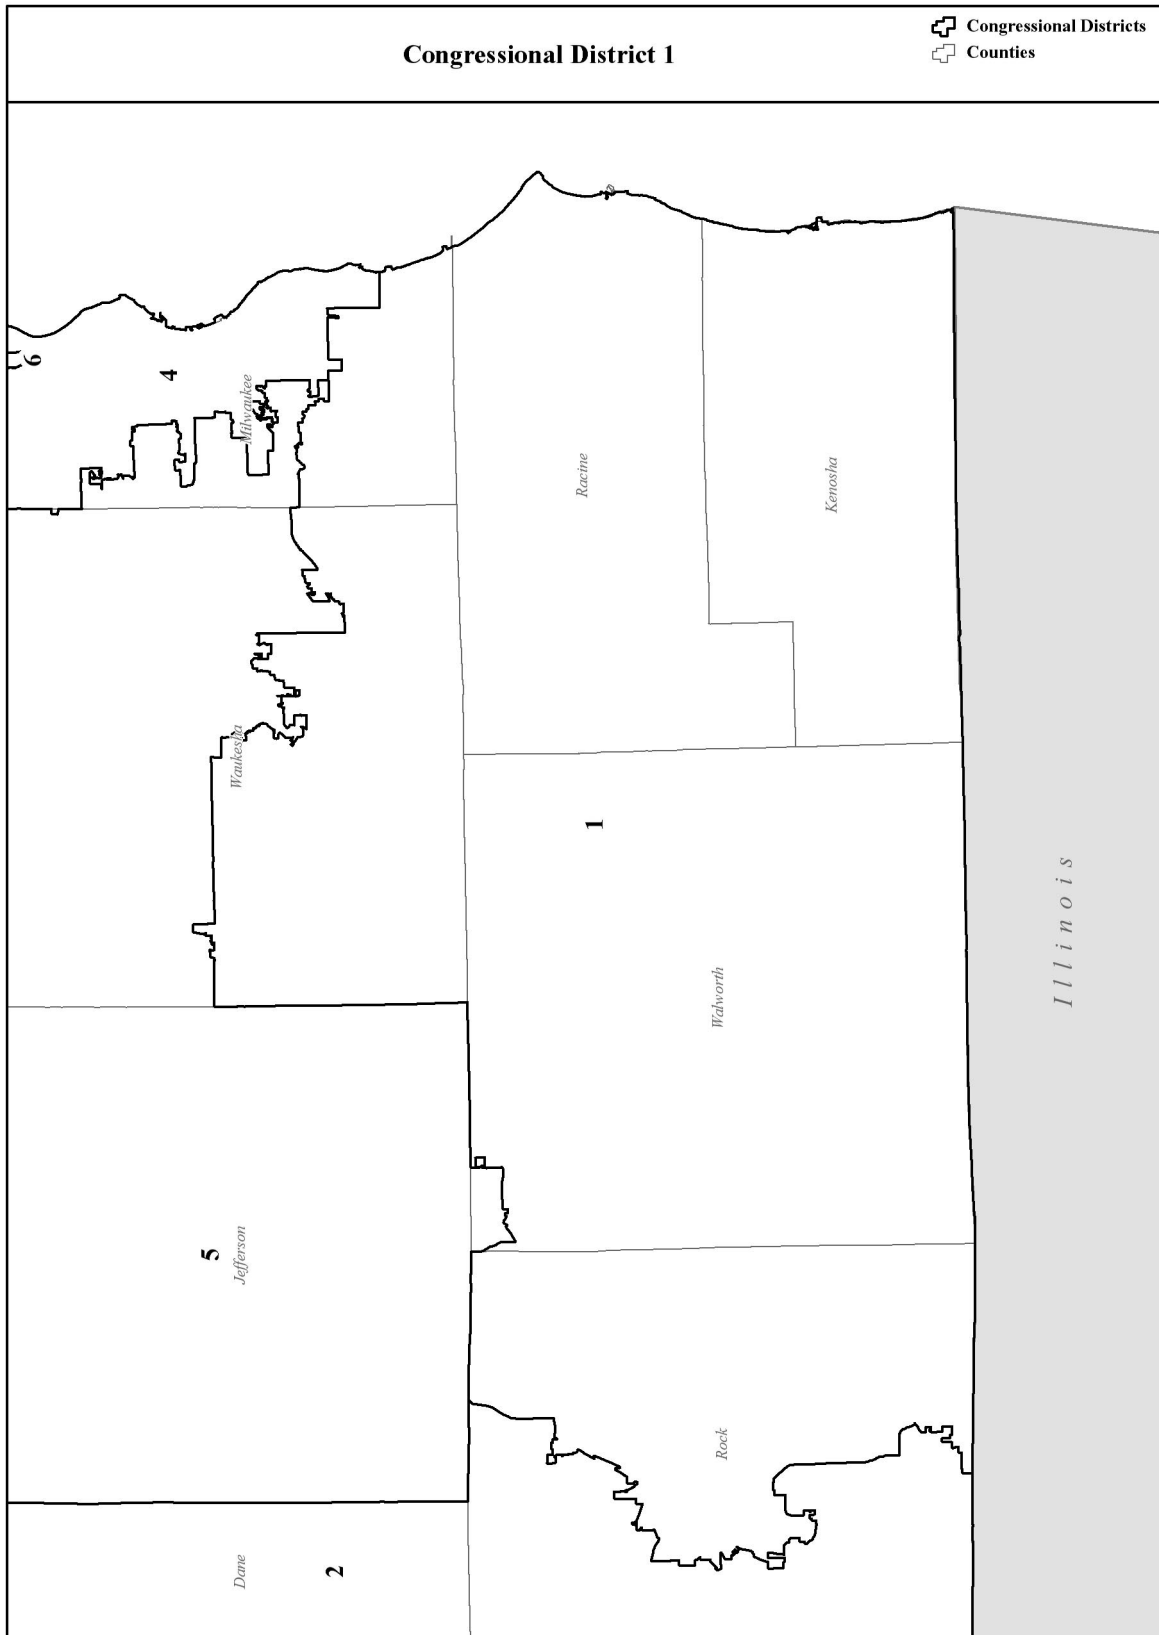 Congressional District 1
Congressional Districts
Counties
6
4
Milwaukee
Racine
Kenosha
Waukesha
1
Walworth
Illinois
5
Jefferson
Rock
Dane
2